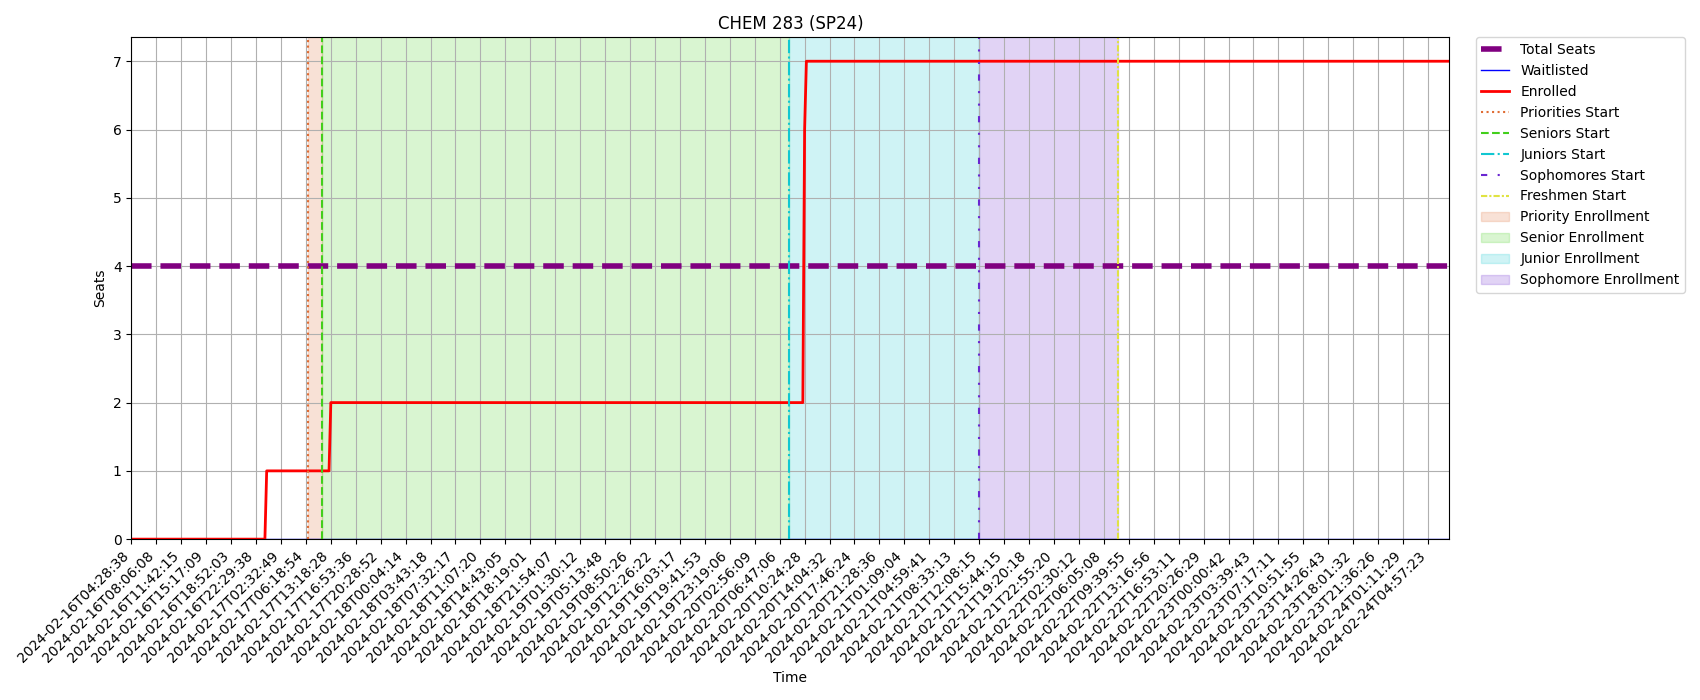 CHEM 283 (SP24)
Seats
7
6
5
4
3
2
1
0
2024-02-16T04:28:38
2024-02-16T08:06:08
2024-02-16T11:42:15
2024-02-16T15:17:09
2024-02-16T18:52:03
2024-02-16T22:29:38
2024-02-17T02:32:49
2024-02-17T06:18:54
2024-02-17T13:18:28
2024-02-17T16:53:36
2024-02-17T20:28:52
2024-02-18T00:04:14
2024-02-18T03:43:18
2024-02-18T07:32:17
2024-02-18T11:07:20
2024-02-18T14:43:05
2024-02-18T18:19:01
2024-02-18T21:54:07
2024-02-19T01:30:12
2024-02-19T05:13:48
2024-02-19T08:50:26
2024-02-19T12:26:22
2024-02-19T16:03:17
2024-02-19T19:41:53
2024-02-19T23:19:06
2024-02-20T02:56:09
2024-02-20T06:47:06
2024-02-20T10:24:28
2024-02-20T14:04:32
2024-02-20T17:46:24
2024-02-20T21:28:36
2024-02-21T01:09:04
2024-02-21T04:59:41
2024-02-21T08:33:13
2024-02-21T12:08:15
2024-02-21T15:44:15
2024-02-21T19:20:18
2024-02-21T22:55:20
2024-02-22T02:30:12
2024-02-22T06:05:08
2024-02-22T09:39:55
2024-02-22T13:16:56
2024-02-22T16:53:11
2024-02-22T20:26:29
2024-02-23T00:00:42
2024-02-23T03:39:43
2024-02-23T07:17:11
2024-02-23T10:51:55
2024-02-23T14:26:43
2024-02-23T18:01:32
2024-02-23T21:36:26
2024-02-24T01:11:29
2024-02-24T04:57:23
Time
Total Seats
Waitlisted
Enrolled
Priorities Start
Seniors Start
Juniors Start
Sophomores Start
Freshmen Start
Priority Enrollment
Senior Enrollment
Junior Enrollment
Sophomore Enrollment